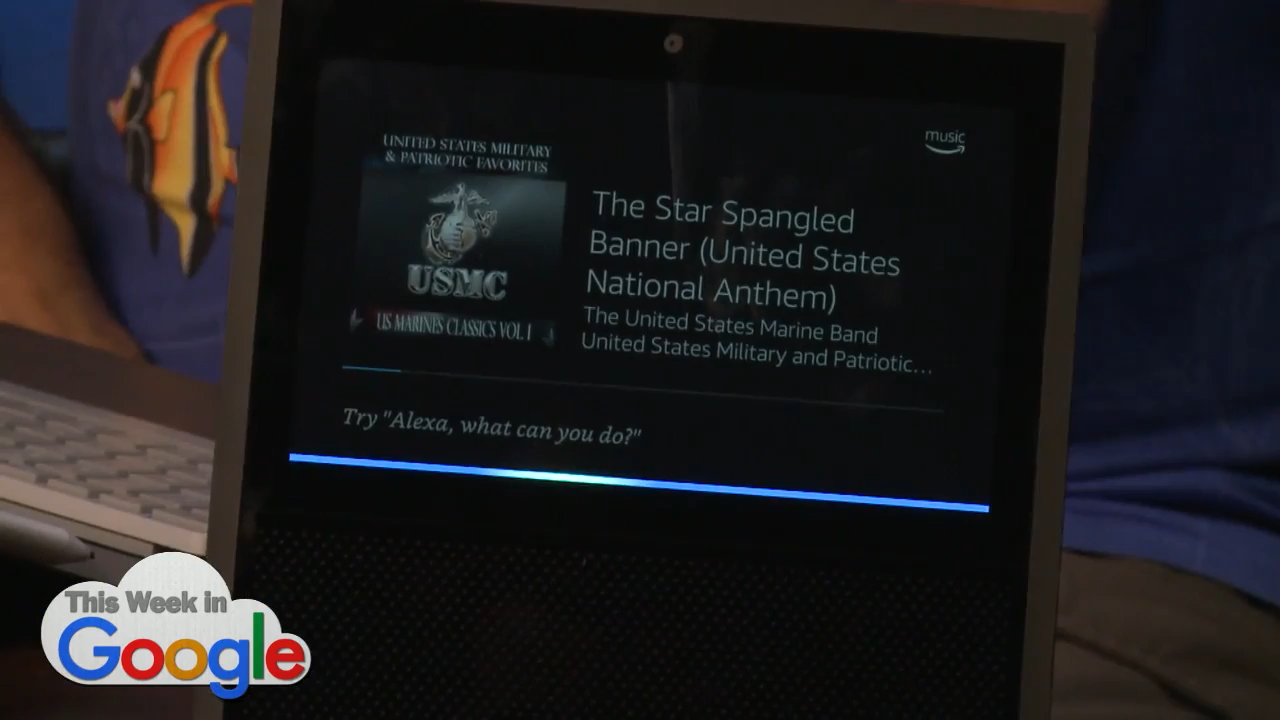 UNITED STATES MILITARY
& PATRIOTIC FAVORITES
USMC
US MARINES CLASSICS VOL 1
music
The Star Spangled
Banner (United States
National Anthem)
The United States Marine Band
United States Military and Patriotic...
Try "Alexa, what can you do?"
This Week in
Google